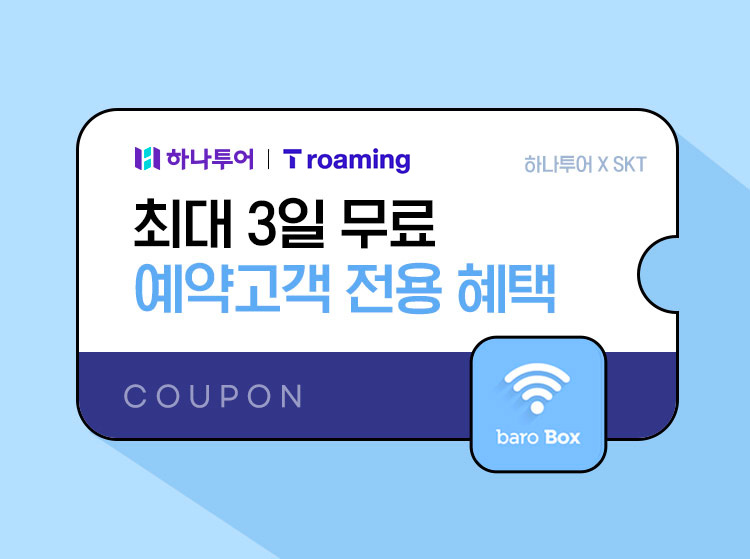 하나투어 | T roaming
하나투어 X SKT
최대 3일 무료
예약고객 전용 혜택
COUPON
baro Box